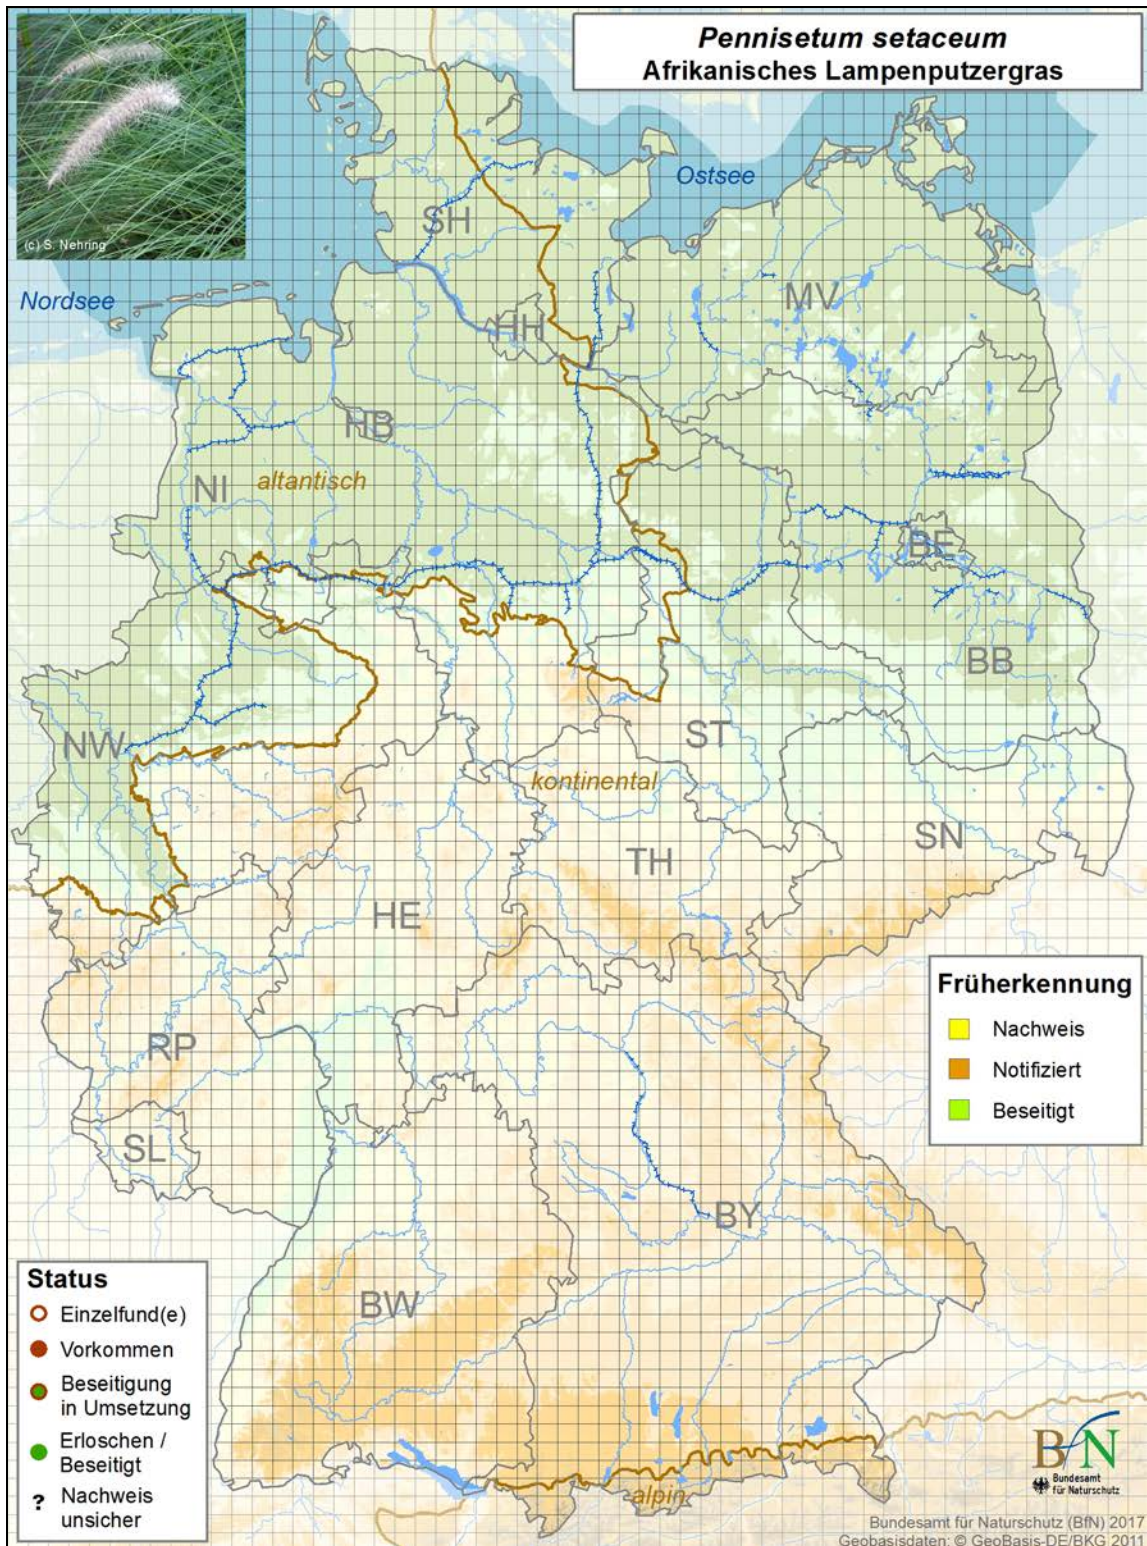 Pennisetum setaceum
Afrikanisches Lampenputzergras
(c) S. Nehring
Ostsee
SH
Nordsee
MV
HH
HB
NI
altantisch
BE
BB
NW
ST
kontinental
SN
TH
HE
Früherkennung
Nachweis
Notifiziert
Beseitigt
RP
SL
BY
BW
Status
Einzelfund(e)
Vorkommen
Beseitigung
in Umsetzung
Erloschen /
Beseitigt
? Nachweis
unsicher
alpin
BfN
Bundesamt
für Naturschutz
Bundesamt für Naturschutz (BfN) 2017
Geobasisdaten: © GeoBasis-DE/BKG 2011